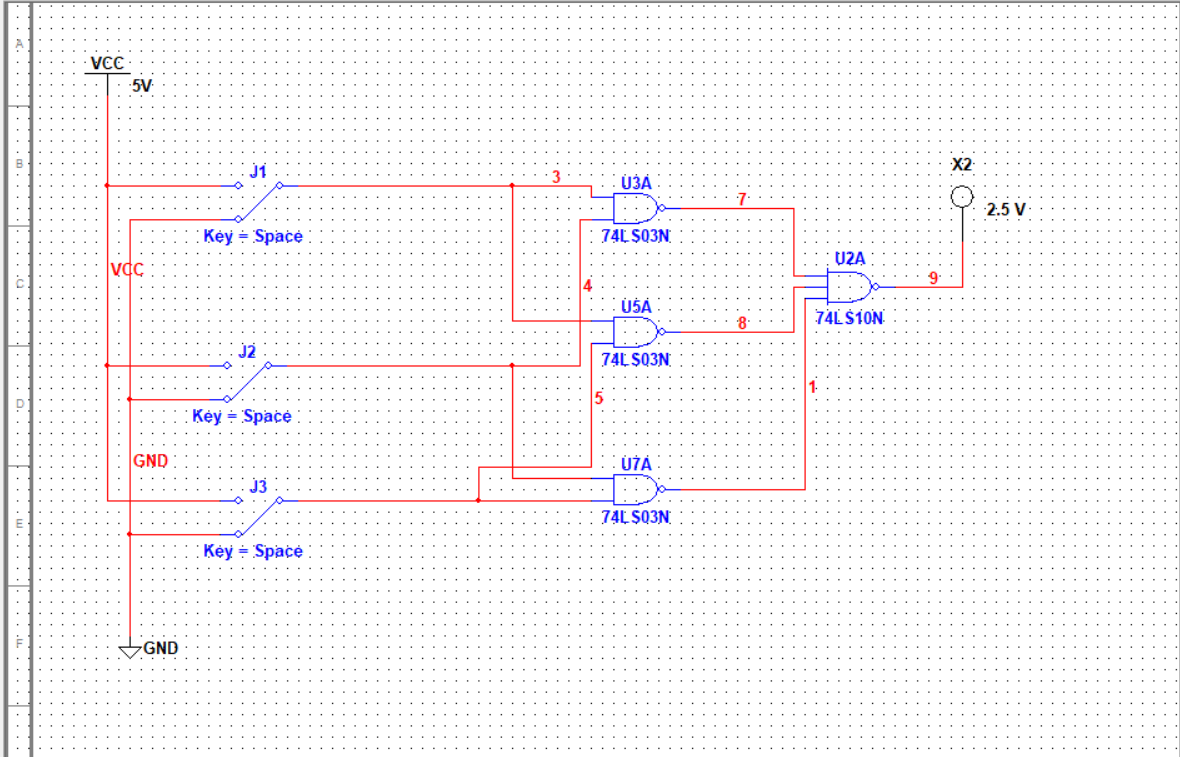 A
VCC
5V
B
J1
3
U3A
X2
7
2.5 V
74LS03N
Key = Space
VCC
C
4
U2A
9
U5A
8
74LS10N
J2
74LS03N
1
D
5
Key = Space
GND
U7A
J3
74LS03N
E
Key = Space
F
GND